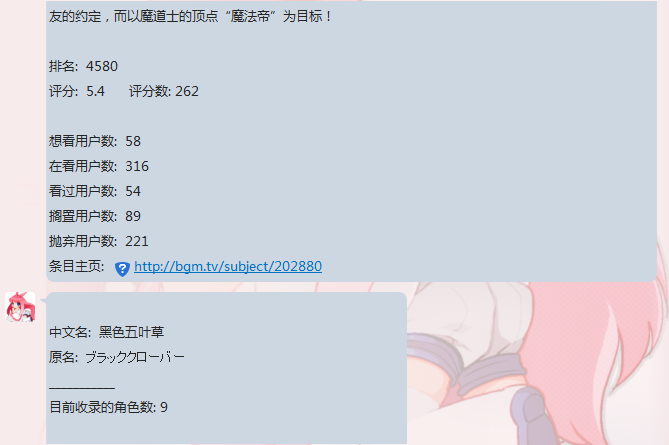 友的约定，而以魔道士的顶点“魔法帝”为目标！
排名: 4580
评分: 5.4 评分数: 262
想看用户数: 58
在看用户数: 316
看过用户数: 54
搁置用户数: 89
抛弃用户数: 221
条目主页: http://bgm.tv/subject/202880
中文名: 黑色五叶草
原名: ブラッククローバー
___________
目前收录的角色数: 9